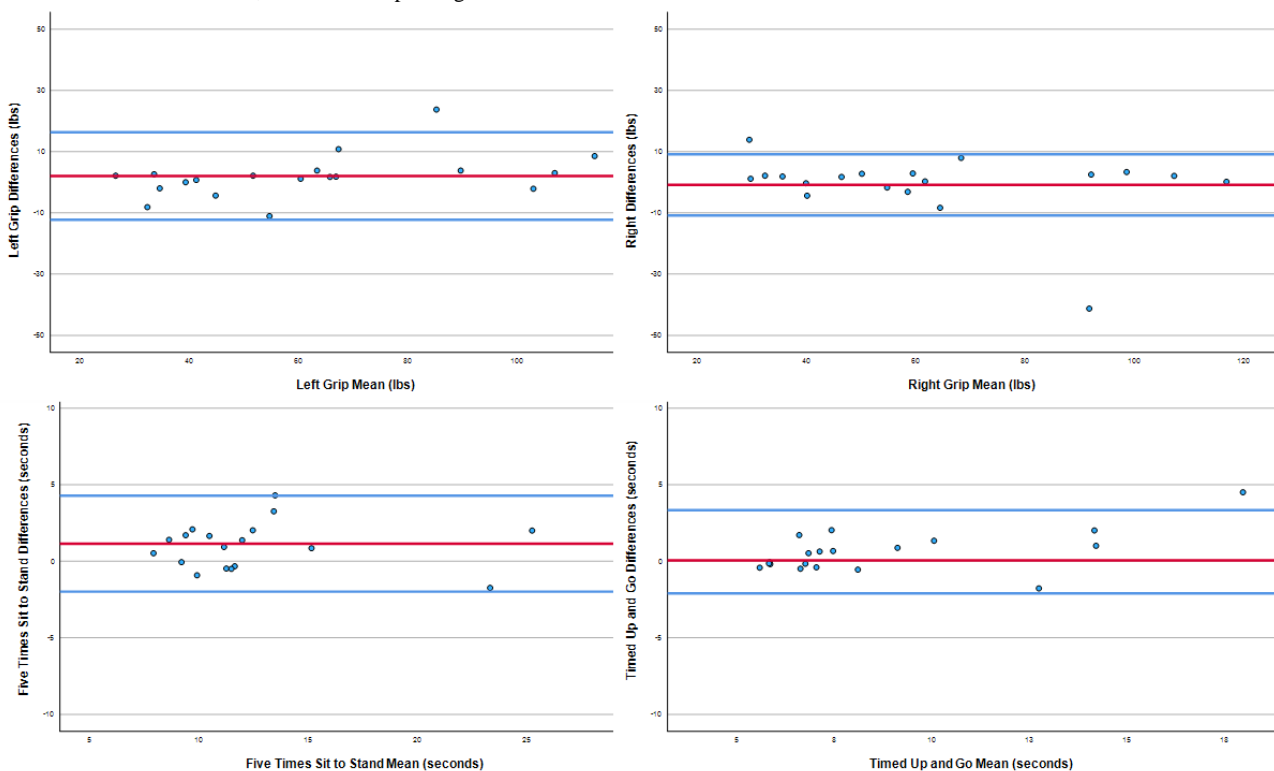 Left Grip Differences (lbs)
50
30
10
-10
-30
-50
20 40 60 80 100
Left Grip Mean (lbs)
Right Differences (lbs)
50
30
10
-10
-30
-50
20 40 60 80 100 120
Right Grip Mean (lbs)
Five Times Sit to Stand Differences (seconds)
10
5
0
-5
-10
5 10 15 20 25
Five Times Sit to Stand Mean (seconds)
Timed Up and Go Differences (seconds)
10
5
0
-5
-10
5 8 10 13 15 18
Timed Up and Go Mean (seconds)